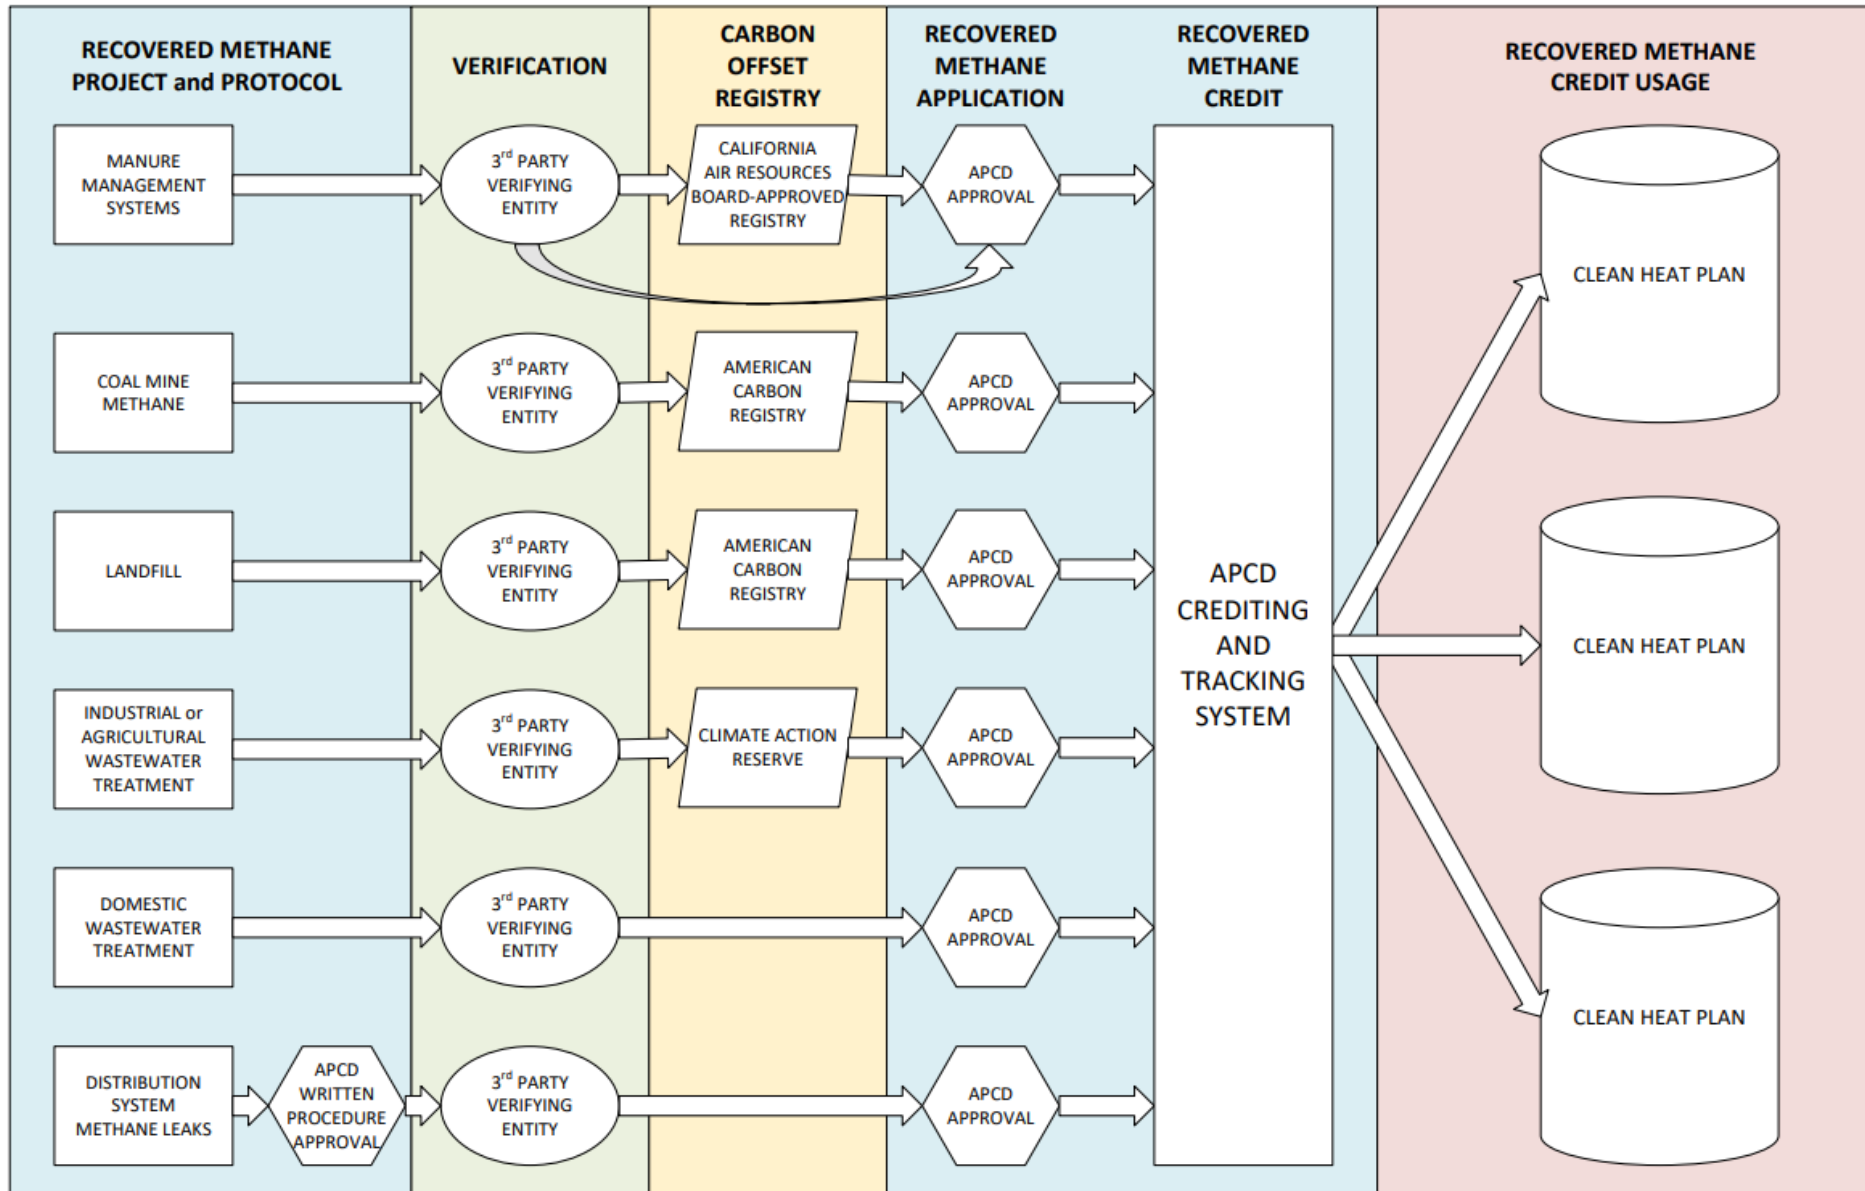 RECOVERED METHANE
PROJECT and PROTOCOL
VERIFICATION
CARBON
OFFSET
REGISTRY
RECOVERED
METHANE
APPLICATION
RECOVERED
METHANE
CREDIT
RECOVERED METHANE
CREDIT USAGE
MANURE
MANAGEMENT
SYSTEMS
3rd PARTY
VERIFYING
ENTITY
CALIFORNIA
AIR RESOURCES
BOARD-APPROVED
REGISTRY
APCD
APPROVAL
COAL MINE
METHANE
3rd PARTY
VERIFYING
ENTITY
AMERICAN
CARBON
REGISTRY
APCD
APPROVAL
LANDFILL
3rd PARTY
VERIFYING
ENTITY
AMERICAN
CARBON
REGISTRY
APCD
APPROVAL
INDUSTRIAL or
AGRICULTURAL
WASTEWATER
TREATMENT
3rd PARTY
VERIFYING
ENTITY
CLIMATE ACTION
RESERVE
APCD
APPROVAL
DOMESTIC
WASTEWATER
TREATMENT
3rd PARTY
VERIFYING
ENTITY
APCD
APPROVAL
DISTRIBUTION
SYSTEM
METHANE LEAKS
APCD
WRITTEN
PROCEDURE
APPROVAL
3rd PARTY
VERIFYING
ENTITY
APCD
APPROVAL
APCD
CREDITING
AND
TRACKING
SYSTEM
CLEAN HEAT PLAN
CLEAN HEAT PLAN
CLEAN HEAT PLAN